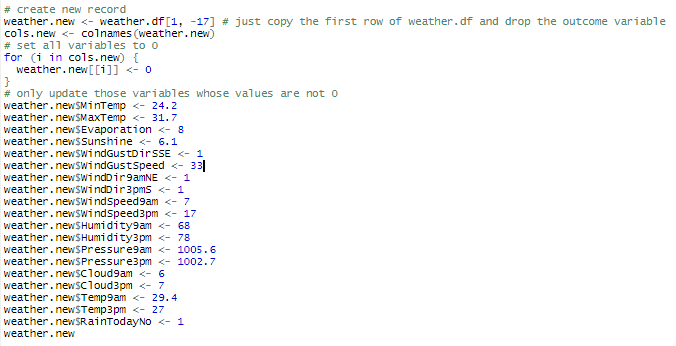 # create new record
weather.new <- weather.df[1, -17] # just copy the first row of weather.df and drop the outcome variable
cols.new <- colnames(weather.new)
# set all variables to 0
for (i in cols.new) {
  weather.new[[i]] <- 0
}
# only update those variables whose values are not 0
weather.new$MinTemp <- 24.2
weather.new$MaxTemp <- 31.7
weather.new$Evaporation <- 8
weather.new$Sunshine <- 6.1
weather.new$WindGustDirSSE <- 1
weather.new$WindGustSpeed <- 33
weather.new$WindDir9amNE <- 1
weather.new$WindDir3pmS <- 1
weather.new$WindSpeed9am <- 7
weather.new$WindSpeed3pm <- 17
weather.new$Humidity9am <- 68
weather.new$Humidity3pm <- 78
weather.new$Pressure9am <- 1005.6
weather.new$Pressure3pm <- 1002.7
weather.new$Cloud9am <- 6
weather.new$Cloud3pm <- 7
weather.new$Temp9am <- 29.4
weather.new$Temp3pm <- 27
weather.new$RainTodayNo <- 1
weather.new